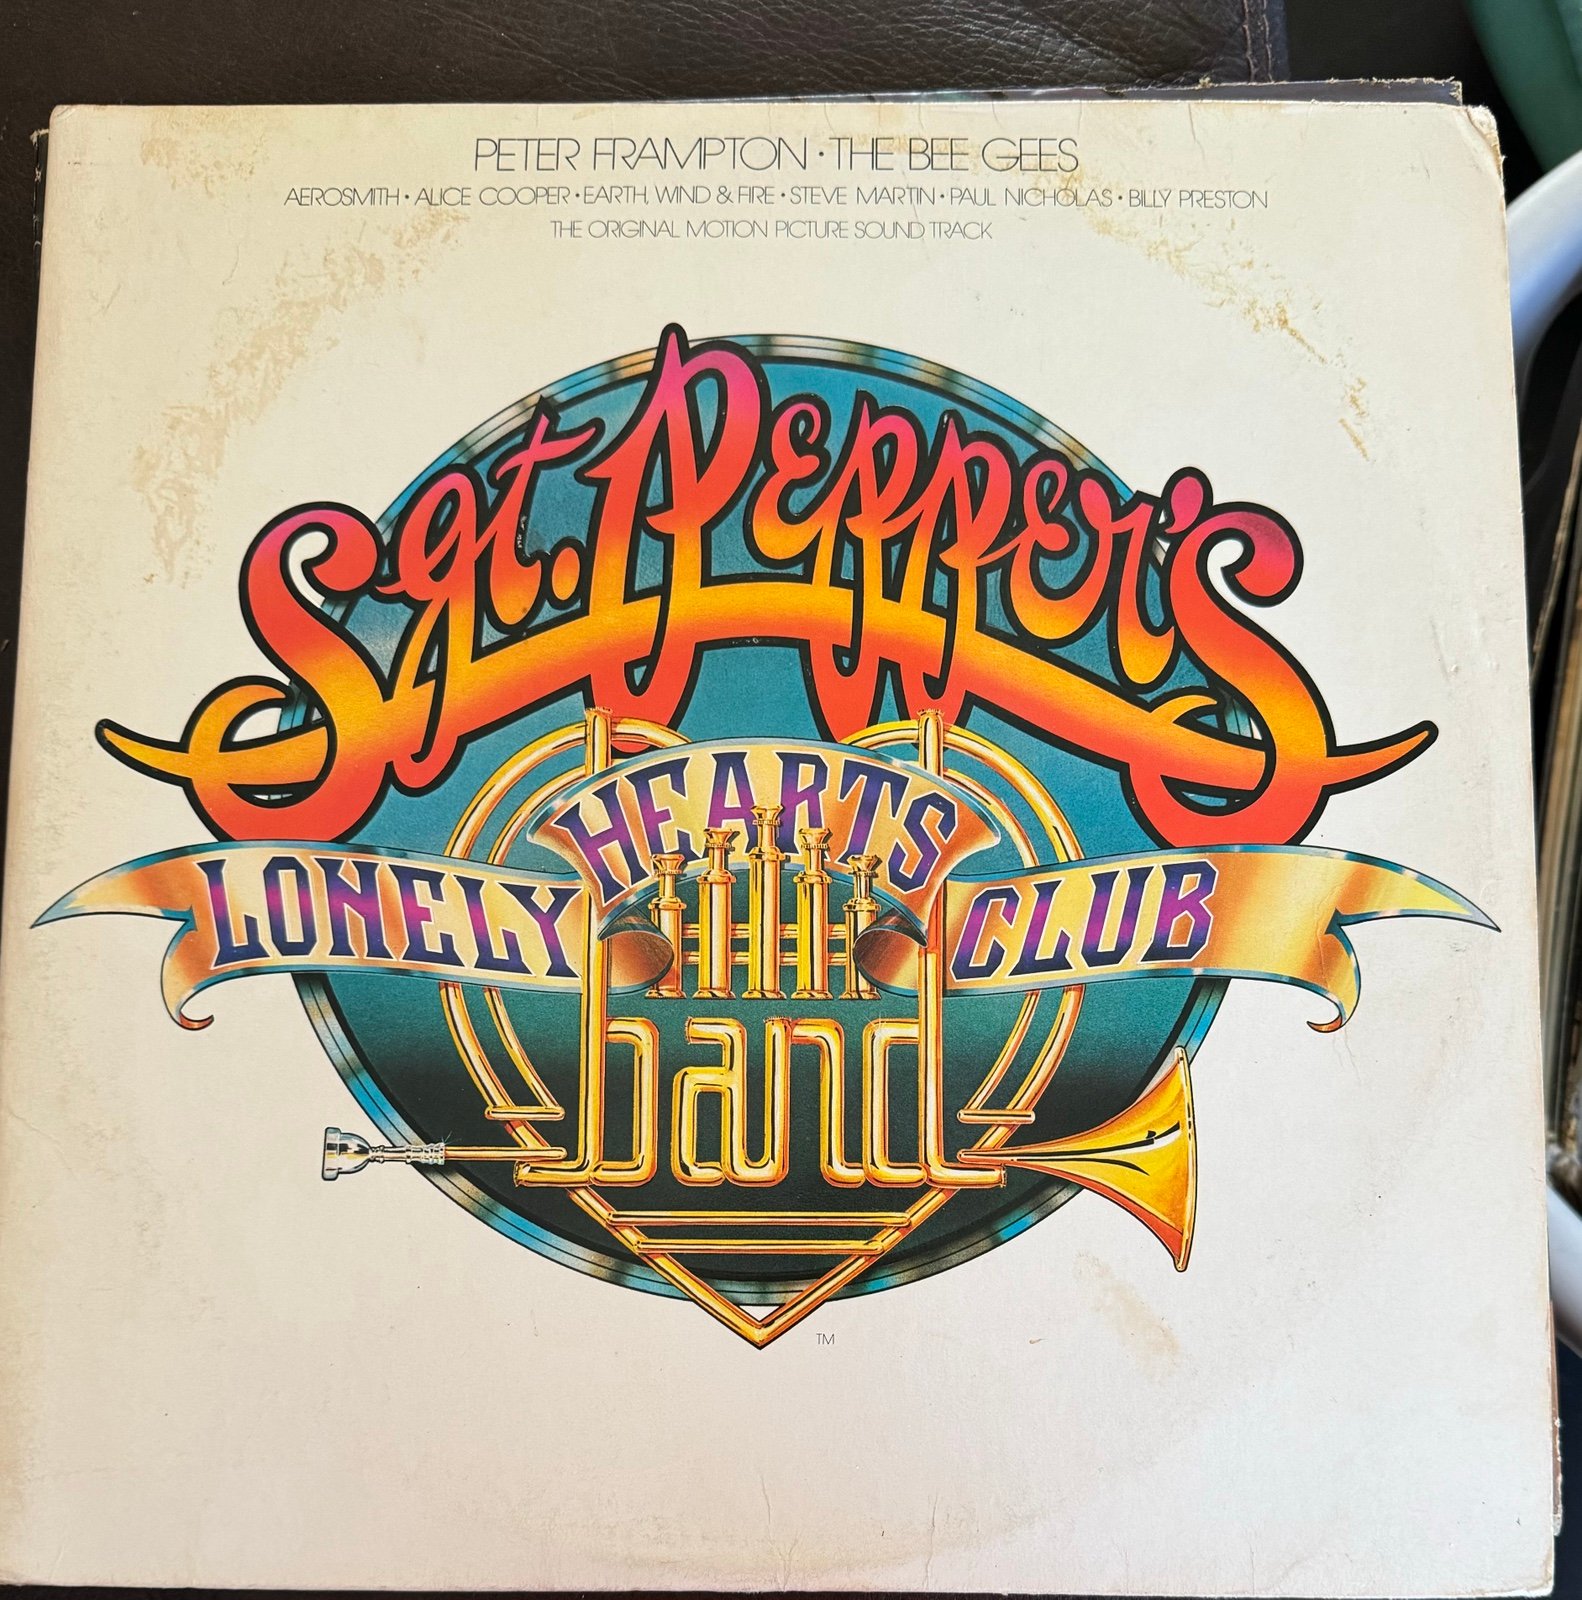 PETER FRAMPTON • THE BEE GEES
AEROSMITH • ALICE COOPER • EARTH, WIND & FIRE • STEVE MARTIN • PAUL NICHOLAS • BILLY PRESTON
THE ORIGINAL MOTION PICTURE SOUND TRACK
Sgt. Pepper's
LONELY HEARTS CLUB
band
TM